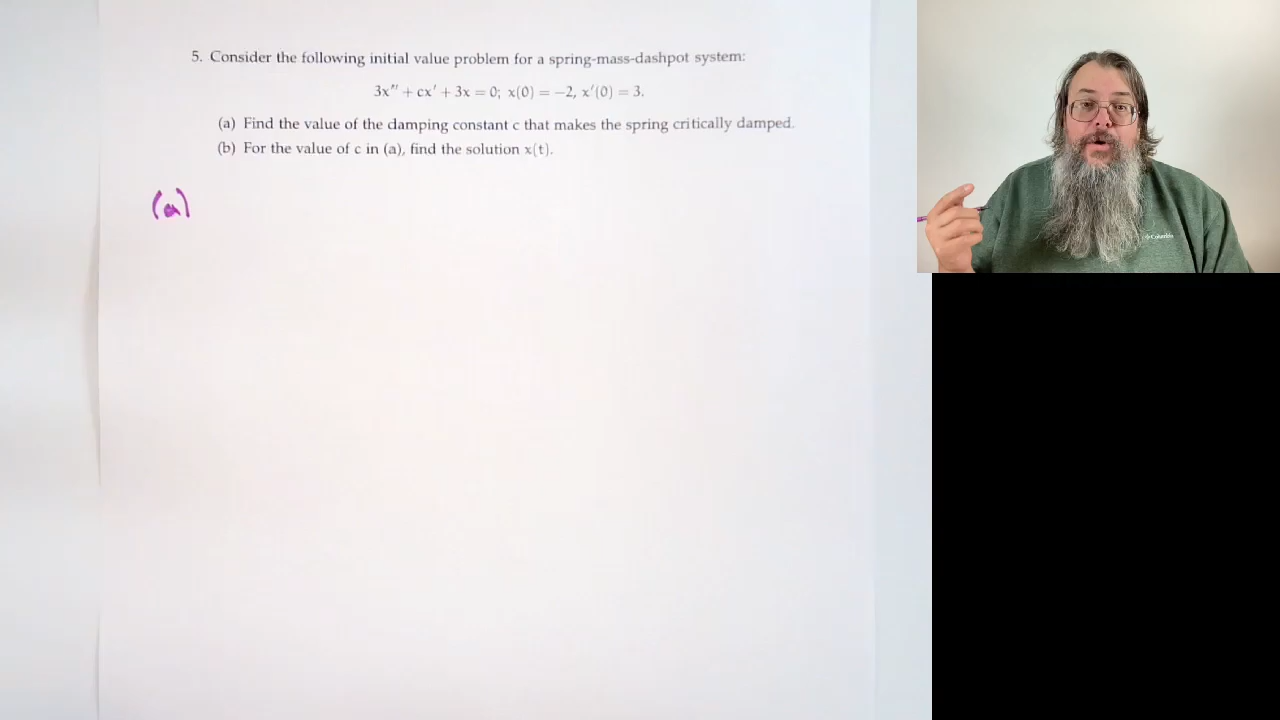 5. Consider the following initial value problem for a spring-mass-dashpot system:
3x″ + cx′ + 3x = 0; x(0) = −2, x′(0) = 3.
(a) Find the value of the damping constant c that makes the spring critically damped.
(b) For the value of c in (a), find the solution x(t).
(a)
Columbia